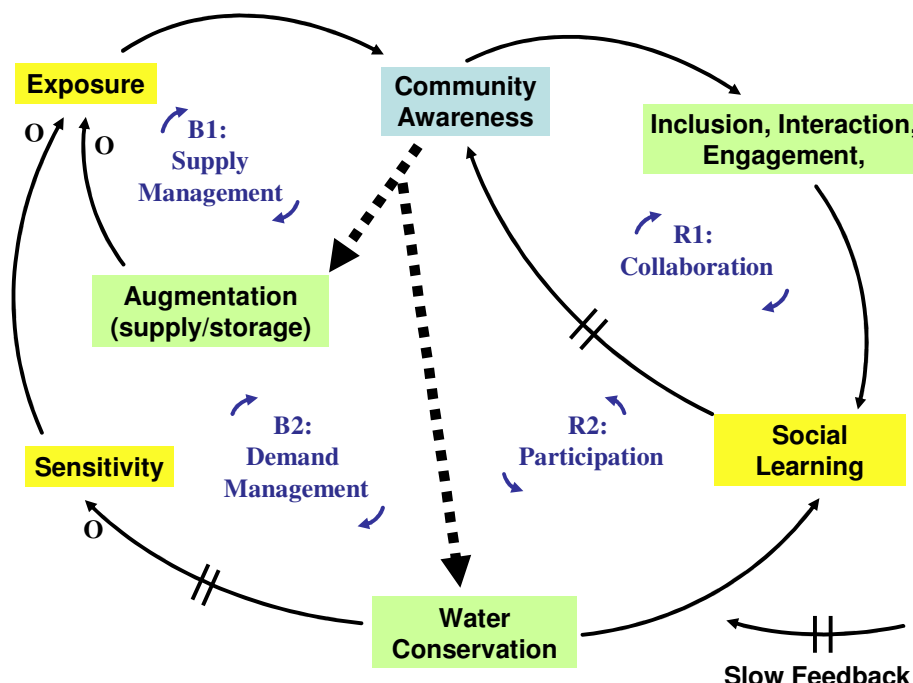 Exposure
Community
Awareness
Inclusion, Interaction,
Engagement,
O
O
B1:
Supply
Management
R1:
Collaboration
Augmentation
(supply/storage)
B2:
Demand
Management
R2:
Participation
Social
Learning
Sensitivity
O
Water
Conservation
Slow Feedback